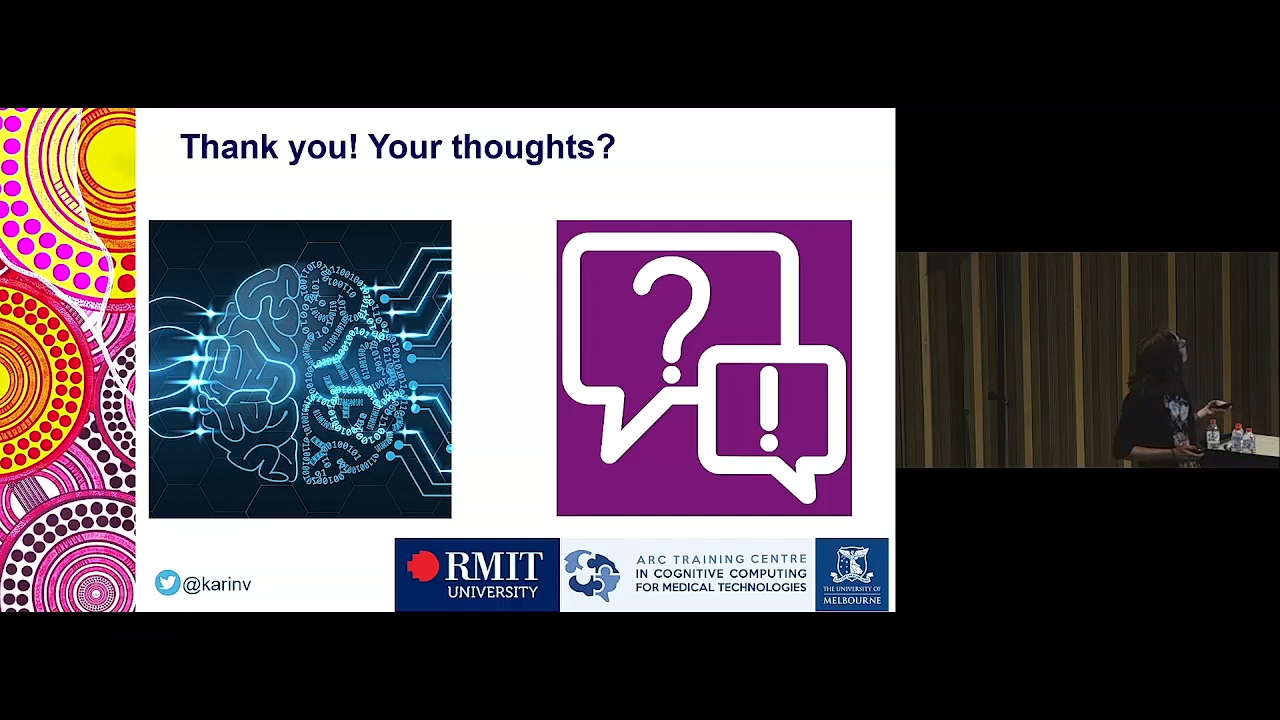 Thank you! Your thoughts?
@karinv
RMIT
UNIVERSITY
ARC TRAINING CENTRE
IN COGNITIVE COMPUTING
FOR MEDICAL TECHNOLOGIES
THE UNIVERSITY OF
MELBOURNE